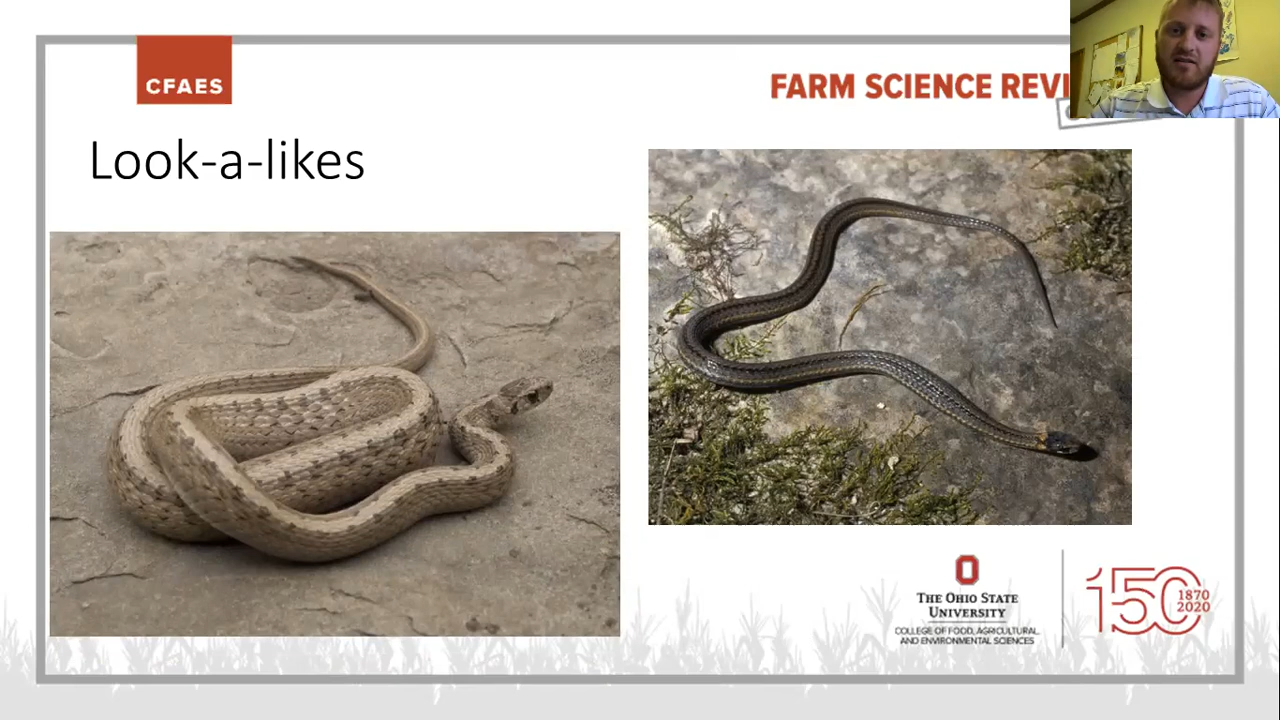 CFAES
FARM SCIENCE REVI
Look-a-likes
THE OHIO STATE
UNIVERSITY
COLLEGE OF FOOD, AGRICULTURAL,
AND ENVIRONMENTAL SCIENCES
150
1870
2020